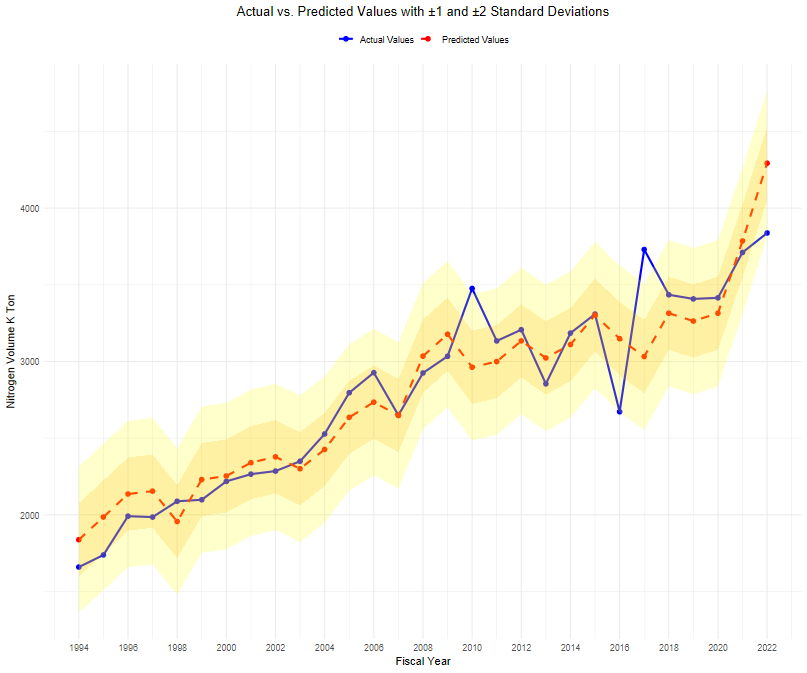 Actual vs. Predicted Values with ±1 and ±2 Standard Deviations
Actual Values Predicted Values
Nitrogen Volume K Ton
4000
3000
2000
1994 1996 1998 2000 2002 2004 2006 2008 2010 2012 2014 2016 2018 2020 2022
Fiscal Year